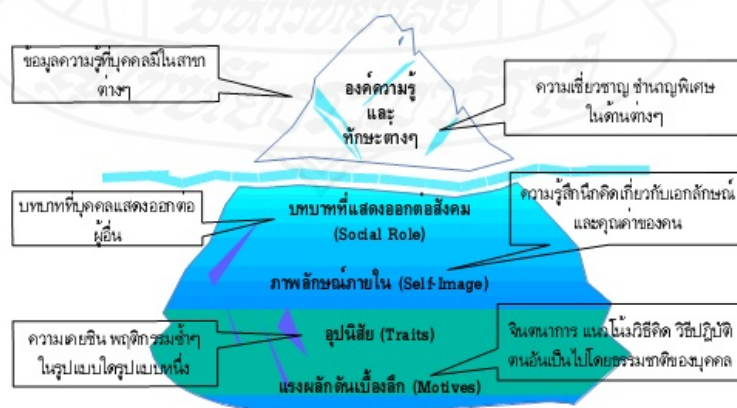 มหาวิทยาลัย
ข้อมูลความรู้ที่บุคคลมีในสาขา
ต่างๆ
องค์ความรู้
และ
ทักษะต่างๆ
ความเชี่ยวชาญ ชำนาญพิเศษ
ในด้านต่างๆ
บทบาทที่บุคคลแสดงออกต่อ
ผู้อื่น
บทบาทที่แสดงออกต่อสังคม
(Social Role)
ความรู้สึกนึกคิดเกี่ยวกับเอกลักษณ์
และคุณค่าของตน
ภาพลักษณ์ภายใน (Self-Image)
ความเคยชิน พฤติกรรมซ้ำๆ
ในรูปแบบใดรูปแบบหนึ่ง
อุปนิสัย (Traits)
จินตนาการ แนวโน้มวิธีคิด วิธีปฏิบัติ
ตนอันเป็นไปโดยธรรมชาติของบุคคล
แรงผลักดันเบื้องลึก (Motives)